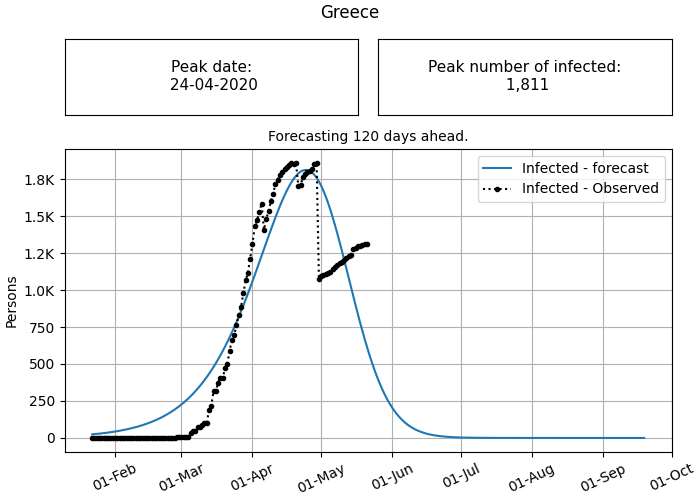 Greece
Peak date:
24-04-2020
Peak number of infected:
1,811
Forecasting 120 days ahead.
Infected - forecast
Infected - Observed
Persons
1.8K
1.5K
1.2K
1.0K
750
500
250
0
01-Feb
01-Mar
01-Apr
01-May
01-Jun
01-Jul
01-Aug
01-Sep
01-Oct